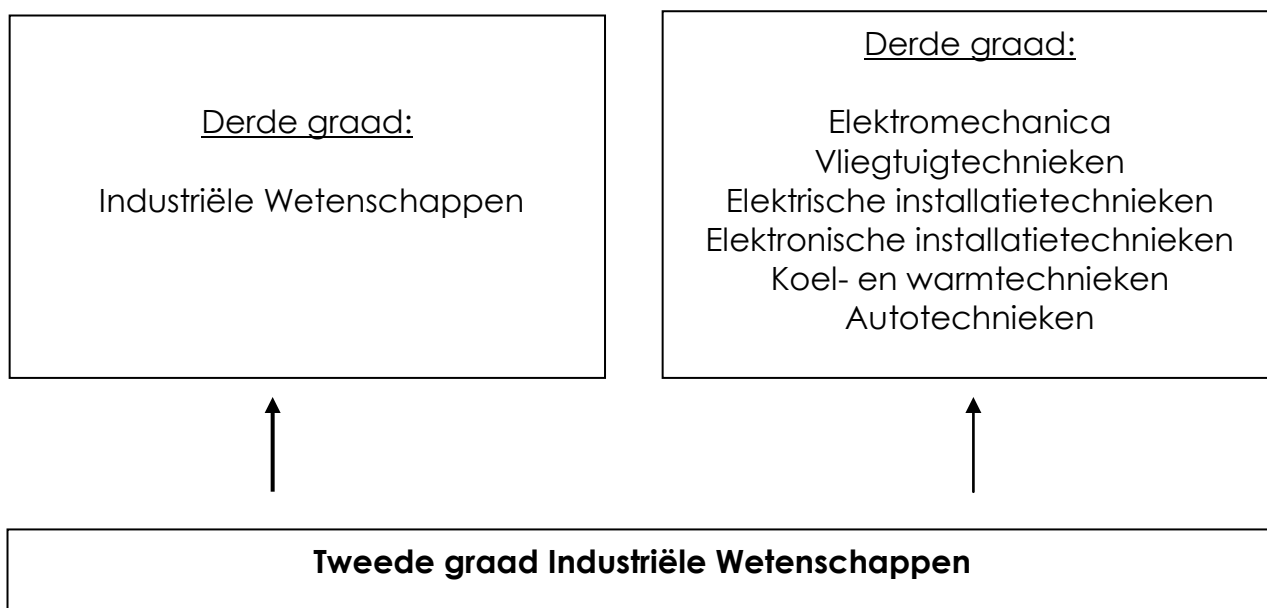 Derde graad:
Industriële Wetenschappen
Derde graad:
Elektromechanica
Vliegtuigtechnieken
Elektrische installatietechnieken
Elektronische installatietechnieken
Koel- en warmtechnieken
Autotechnieken
Tweede graad Industriële Wetenschappen